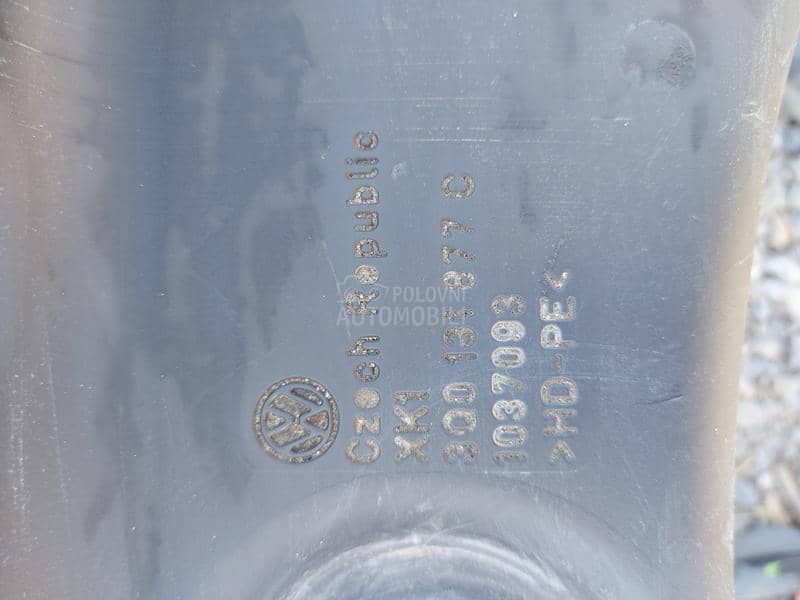 Czech Republic
XK1
3Q0 131 877 C
1037093
>HD-PE<
POLOVNI
AUTOMOBILI